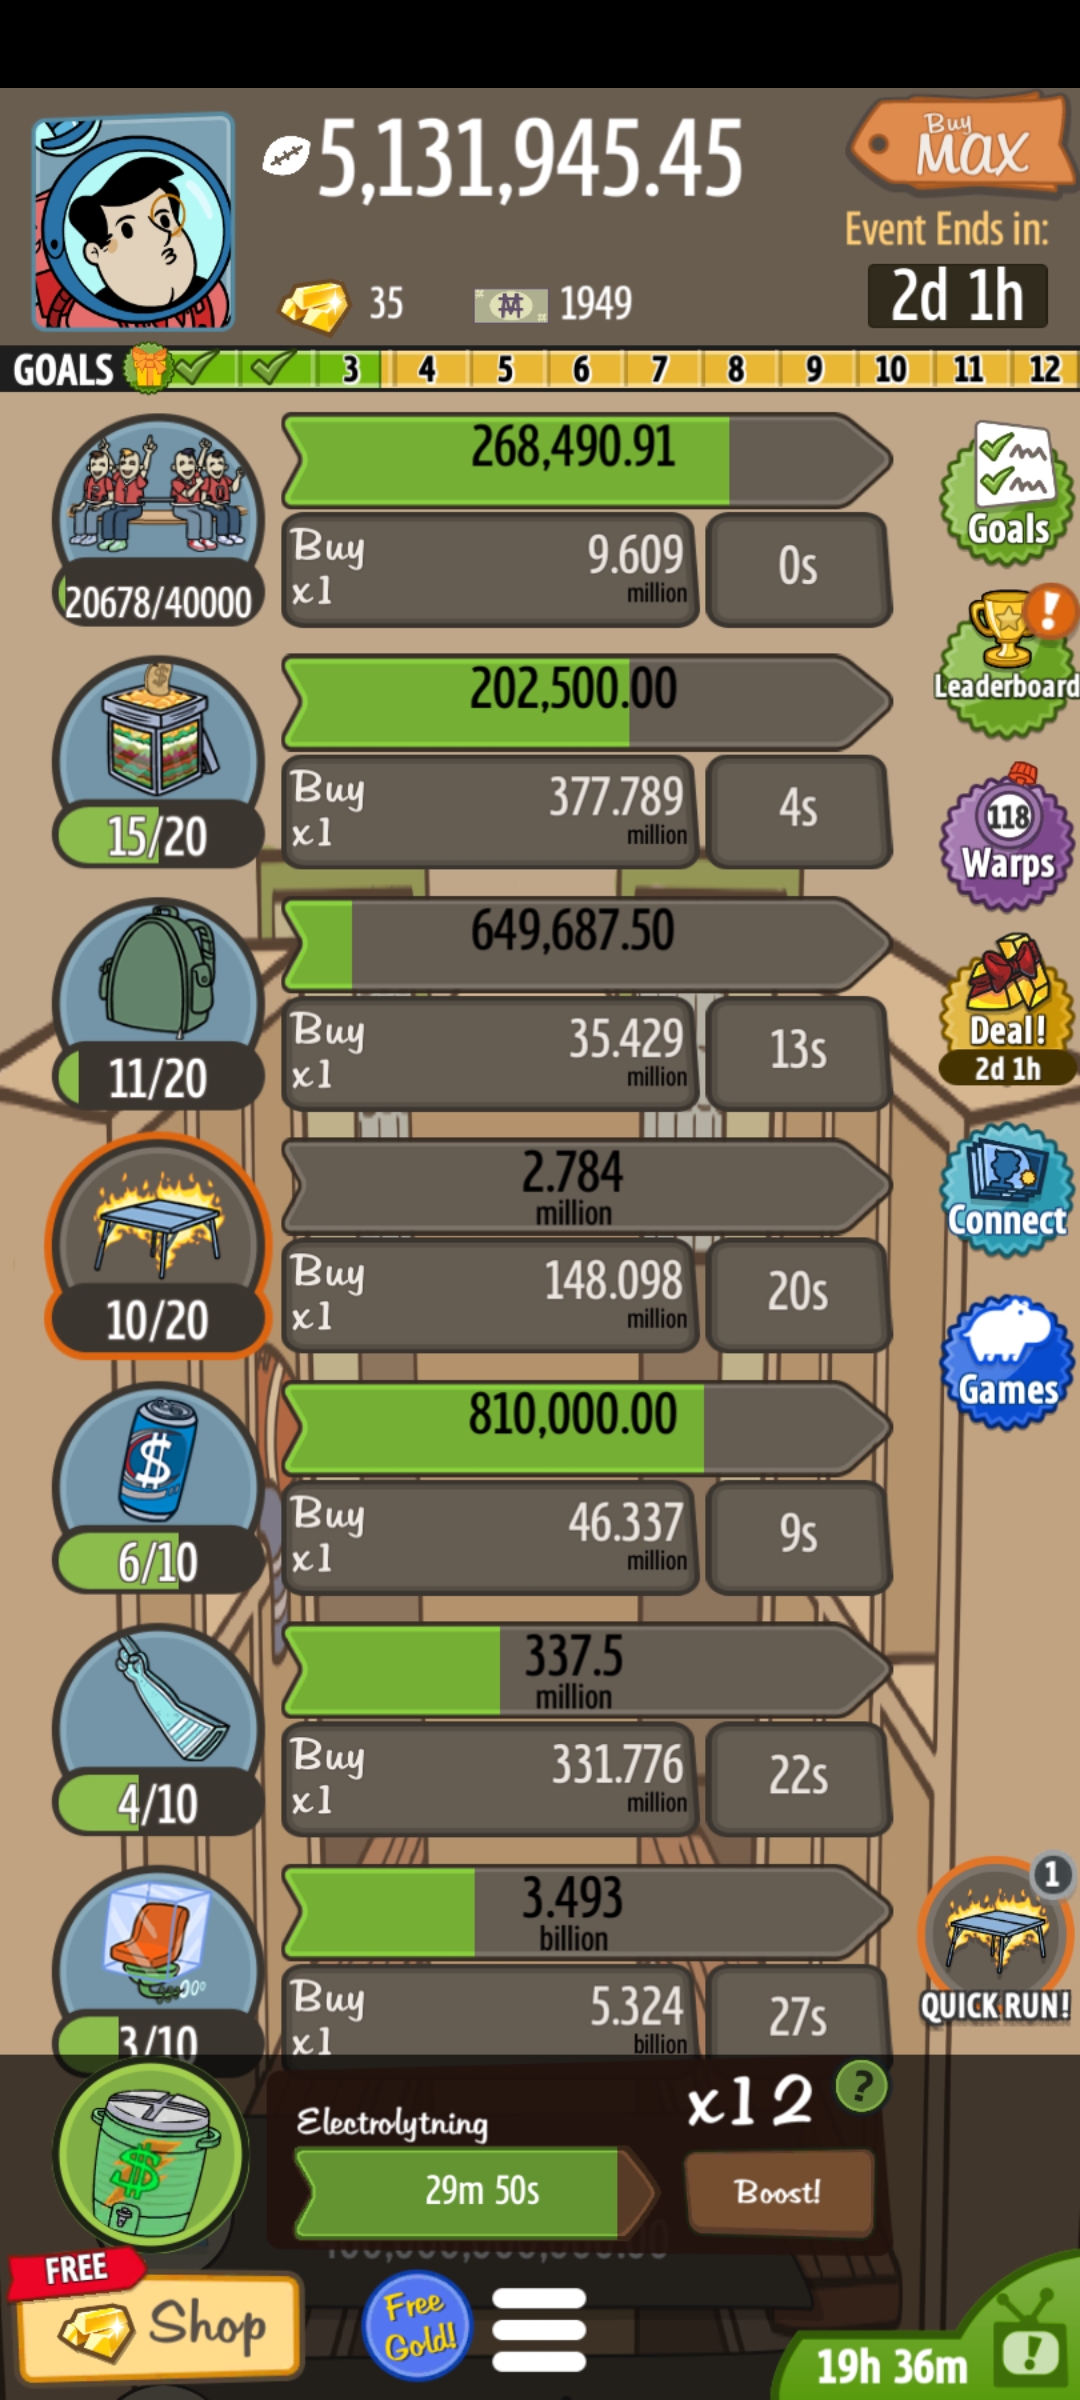 5,131,945.45
Buy
MAX
Event Ends in:
2d 1h
35
1949
GOALS 3 4 5 6 7 8 9 10 11 12
268,490.91
Buy
x1
9.609
million
0s
20678/40000
Goals
202,500.00
Buy
x1
377.789
million
4s
15/20
Leaderboard
649,687.50
Buy
x1
35.429
million
13s
11/20
118
Warps
Deal!
2d 1h
2.784
million
Buy
x1
148.098
million
20s
10/20
Connect
810,000.00
Buy
x1
46.337
million
9s
$
6/10
Games
337.5
million
Buy
x1
331.776
million
22s
4/10
3.493
billion
Buy
x1
5.324
billion
27s
3/10
1
QUICK RUN!
Electrolytning
x12
?
29m 50s
Boost!
$
FREE
Shop
Free
Gold!
19h 36m
!